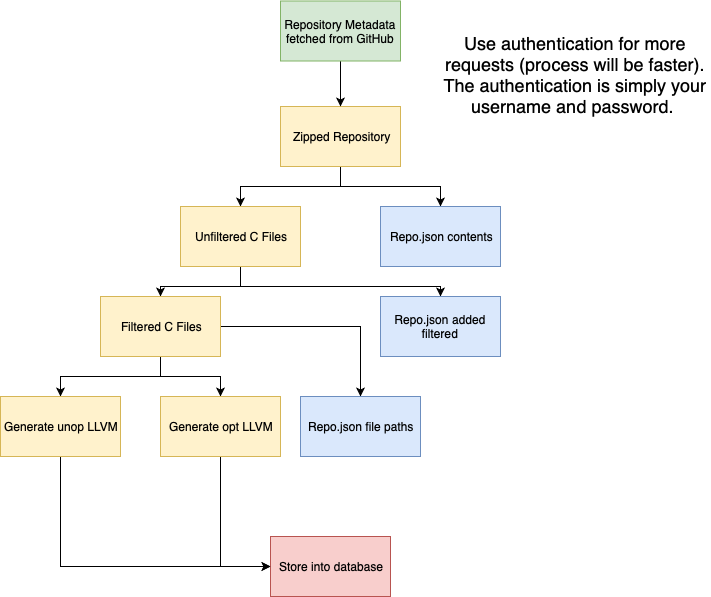 Repository Metadata
fetched from GitHub
Use authentication for more
requests (process will be faster).
The authentication is simply your
username and password.
Zipped Repository
Unfiltered C Files
Repo.json contents
Filtered C Files
Repo.json added
filtered
Generate unop LLVM
Generate opt LLVM
Repo.json file paths
Store into database